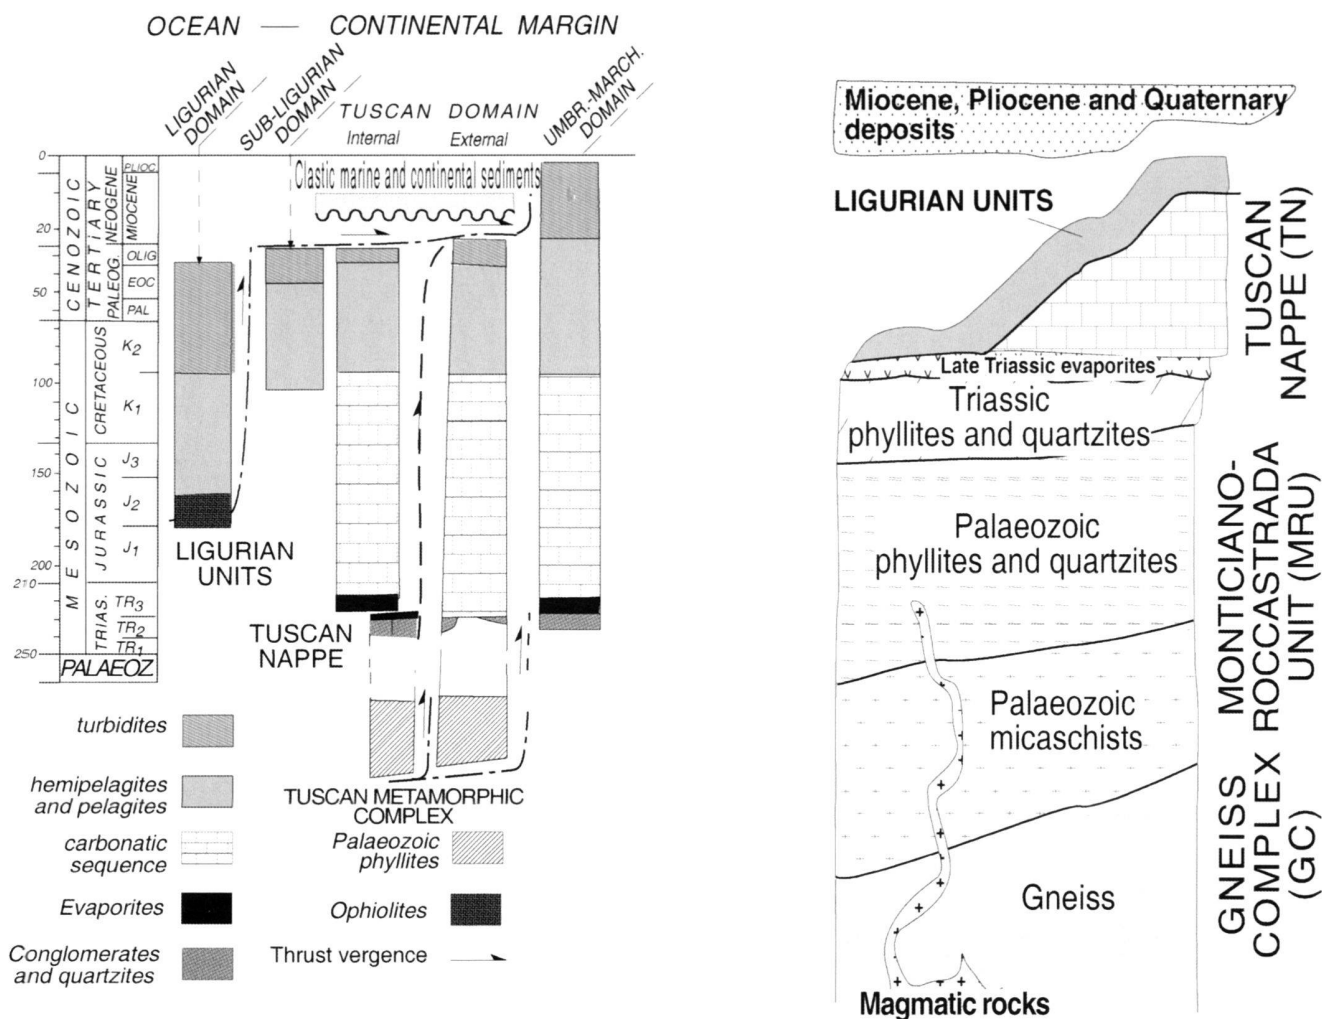 OCEAN — CONTINENTAL MARGIN
LIGURIAN
DOMAIN
SUB-LIGURIAN
DOMAIN
TUSCAN DOMAIN
Internal
External
UMBR.-MARCH.
DOMAIN
Clastic marine and continental sediments
0
20
50
100
150
200
210
250
CENOZOIC
MESOZOIC
TERTIARY
PALEOG.
NEOGENE
CRETACEOUS
JURASSIC
TRIAS.
PLIOC
MIOCENE
OLIG
EOC
PAL
K2
K1
J3
J2
J1
TR3
TR2
TR1
PALAEOZ
LIGURIAN
UNITS
TUSCAN
NAPPE
TUSCAN METAMORPHIC
COMPLEX
turbidites
hemipelagites
and pelagites
carbonatic
sequence
Evaporites
Conglomerates
and quartzites
Palaeozoic
phyllites
Ophiolites
Thrust vergence
Miocene, Pliocene and Quaternary
deposits
LIGURIAN UNITS
Late Triassic evaporites
Triassic
phyllites and quartzites
Palaeozoic
phyllites and quartzites
Palaeozoic
micaschists
Gneiss
Magmatic rocks
TUSCAN
NAPPE (TN)
MONTICIANO-
ROCCASTRADA
UNIT (MRU)
GNEISS
COMPLEX
(GC)